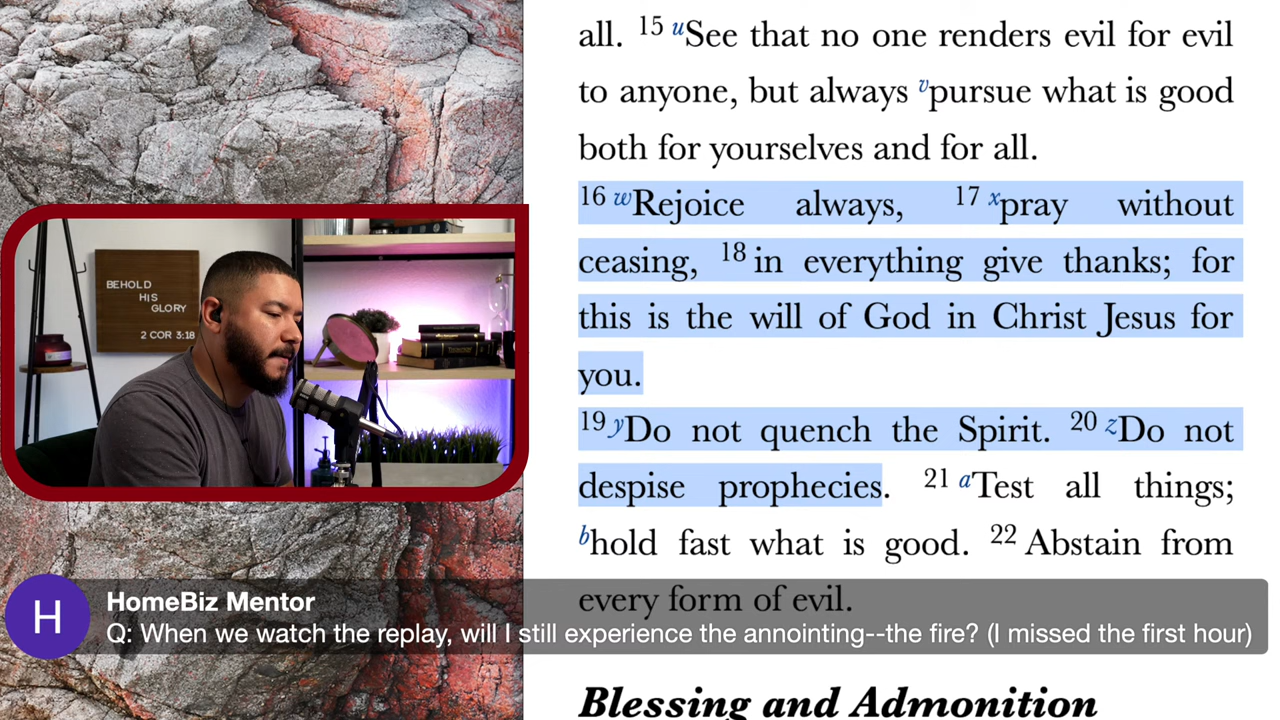 all. 15 uSee that no one renders evil for evil
to anyone, but always vpursue what is good
both for yourselves and for all.
16 wRejoice always, 17 xpray without
ceasing, 18 in everything give thanks; for
this is the will of God in Christ Jesus for
you.
19 yDo not quench the Spirit. 20 zDo not
despise prophecies. 21 aTest all things;
bhold fast what is good. 22 Abstain from
every form of evil.
Blessing and Admonition
BEHOLD
HIS
GLORY
2 COR 3:18
H
HomeBiz Mentor
Q: When we watch the replay, will I still experience the annointing--the fire? (I missed the first hour)